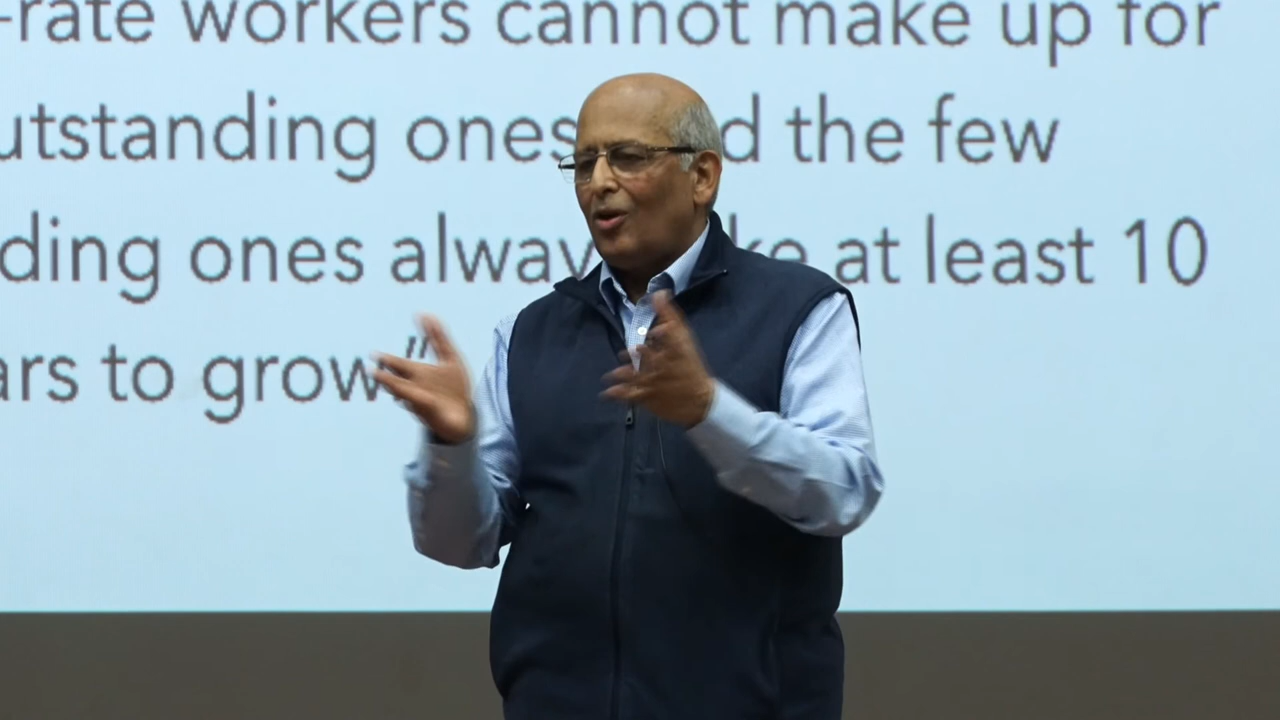 -rate workers cannot make up for
utstanding ones d the few
ding ones alway ke at least 10
ars to grow"